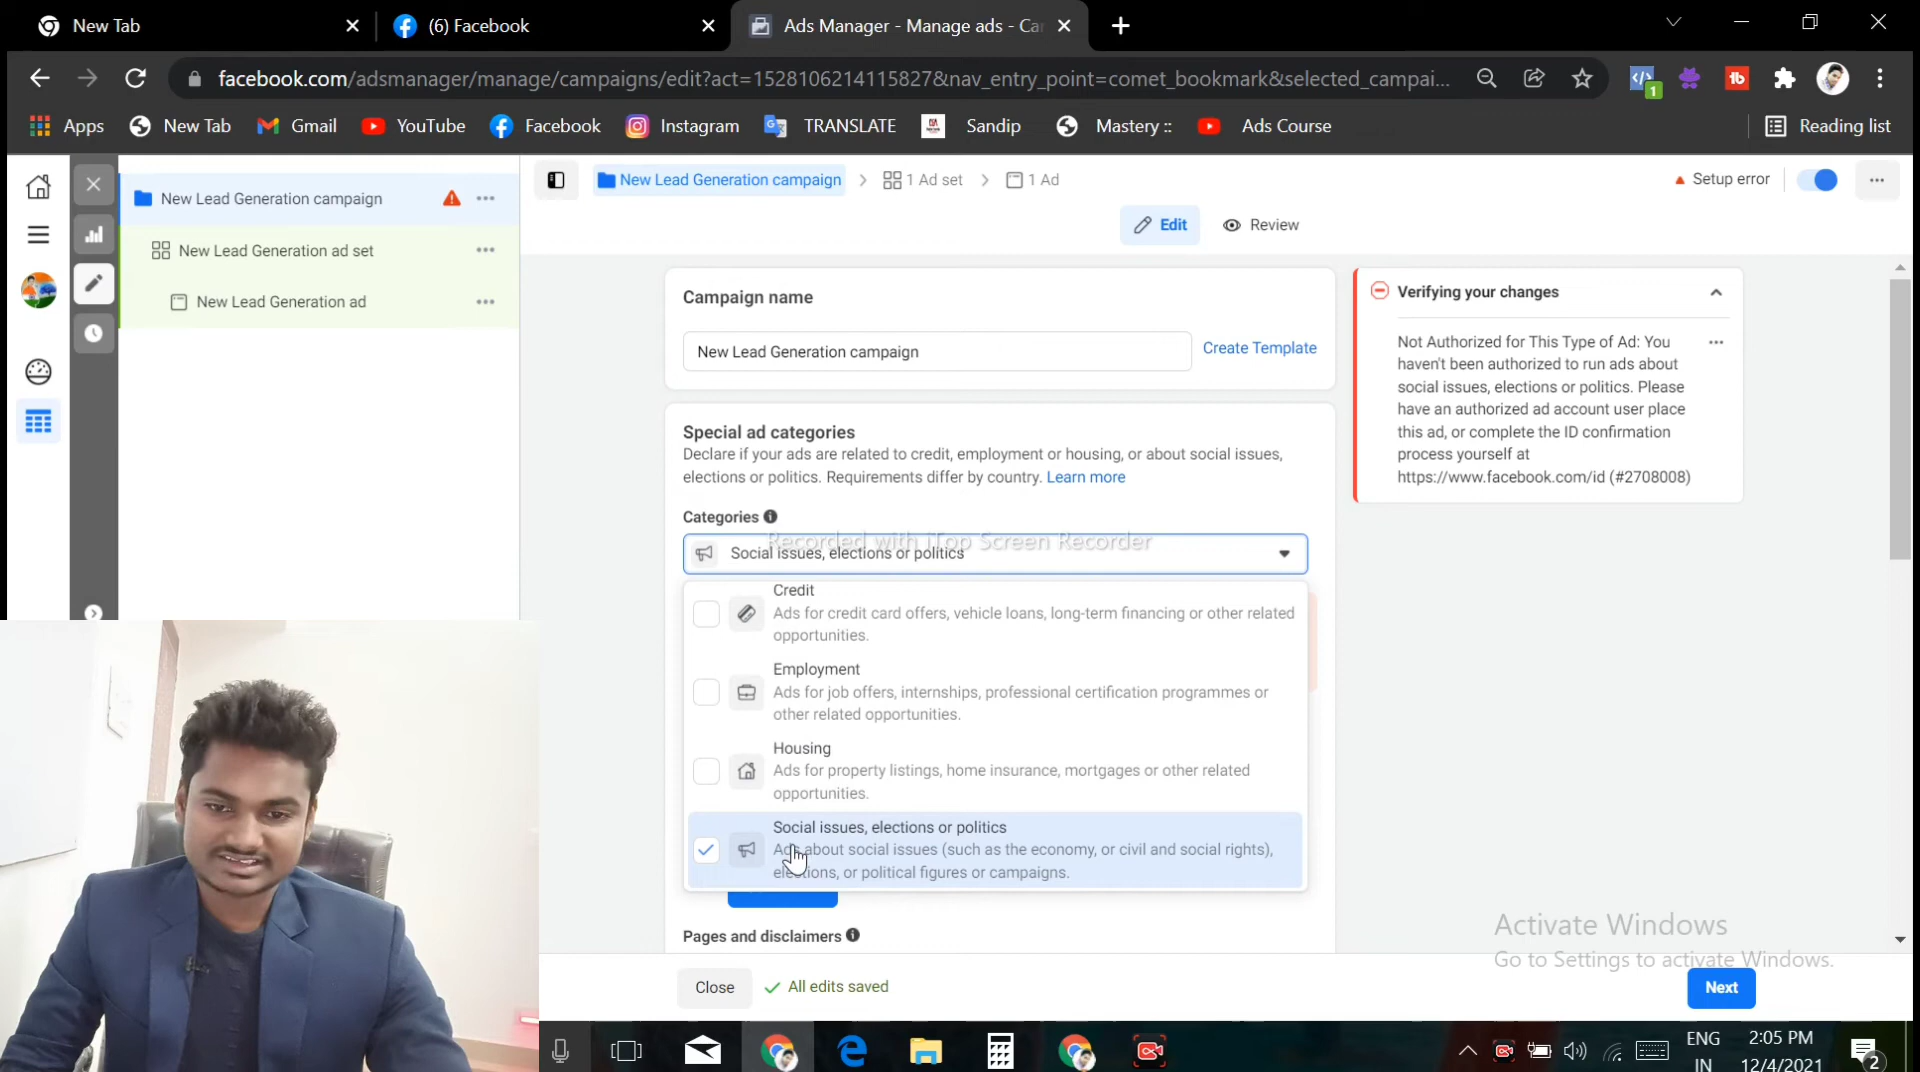 New Tab
(6) Facebook
Ads Manager - Manage ads - Ca
facebook.com/adsmanager/manage/campaigns/edit?act=1528106214115827&nav_entry_point=comet_bookmark&selected_campai...
1
Apps
New Tab
Gmail
YouTube
Facebook
Instagram
TRANSLATE
Sandip
Mastery ::
Ads Course
Reading list
New Lead Generation campaign
New Lead Generation ad set
New Lead Generation ad
New Lead Generation campaign
1 Ad set
1 Ad
Setup error
Edit
Review
Campaign name
New Lead Generation campaign
Create Template
Special ad categories
Declare if your ads are related to credit, employment or housing, or about social issues,
elections or politics. Requirements differ by country. Learn more
Categories
Recorded with iTop Screen Recorder
Social issues, elections or politics
Credit
Ads for credit card offers, vehicle loans, long-term financing or other related
opportunities.
Employment
Ads for job offers, internships, professional certification programmes or
other related opportunities.
Housing
Ads for property listings, home insurance, mortgages or other related
opportunities.
Social issues, elections or politics
Ads about social issues (such as the economy, or civil and social rights),
elections, or political figures or campaigns.
Pages and disclaimers
Verifying your changes
Not Authorized for This Type of Ad: You
haven't been authorized to run ads about
social issues, elections or politics. Please
have an authorized ad account user place
this ad, or complete the ID confirmation
process yourself at
https://www.facebook.com/id (#2708008)
Activate Windows
Go to Settings to activate Windows.
Close
All edits saved
Next
ENG
IN
2:05 PM
12/4/2021
2